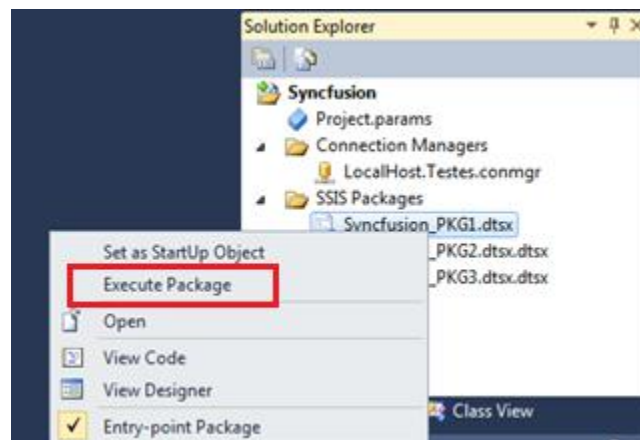 Solution Explorer
Syncfusion
Project.params
Connection Managers
LocalHost.Testes.conmgr
SSIS Packages
Syncfusion_PKG1.dtsx
_PKG2.dtsx.dtsx
_PKG3.dtsx.dtsx
Set as StartUp Object
Execute Package
Open
View Code
View Designer
Entry-point Package
Class View